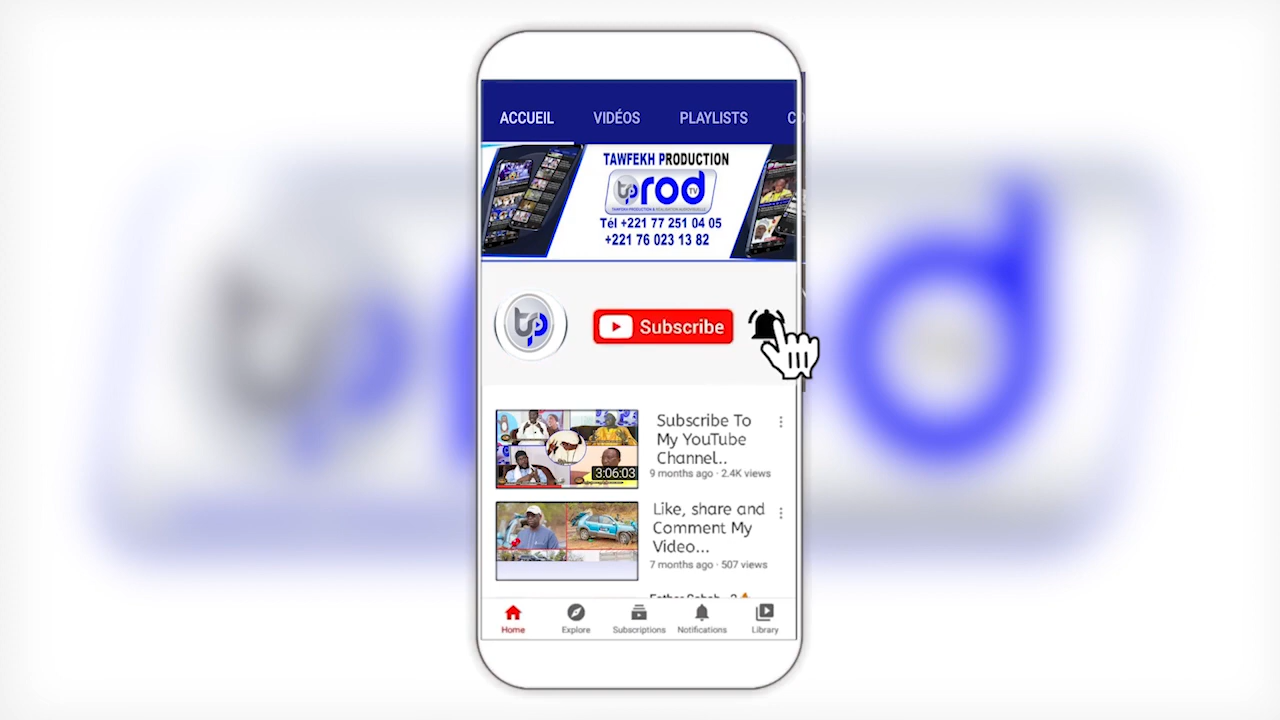 ACCUEIL VIDÉOS PLAYLISTS
TAWFEKH PRODUCTION
tprod TV
Tél +221 77 251 04 05
+221 76 023 13 82
tp
Subscribe
3:06:03
Subscribe To
My YouTube
Channel..
9 months ago · 2.4K views
Like, share and
Comment My
Video...
7 months ago · 507 views
Home Explore Subscriptions Notifications Library